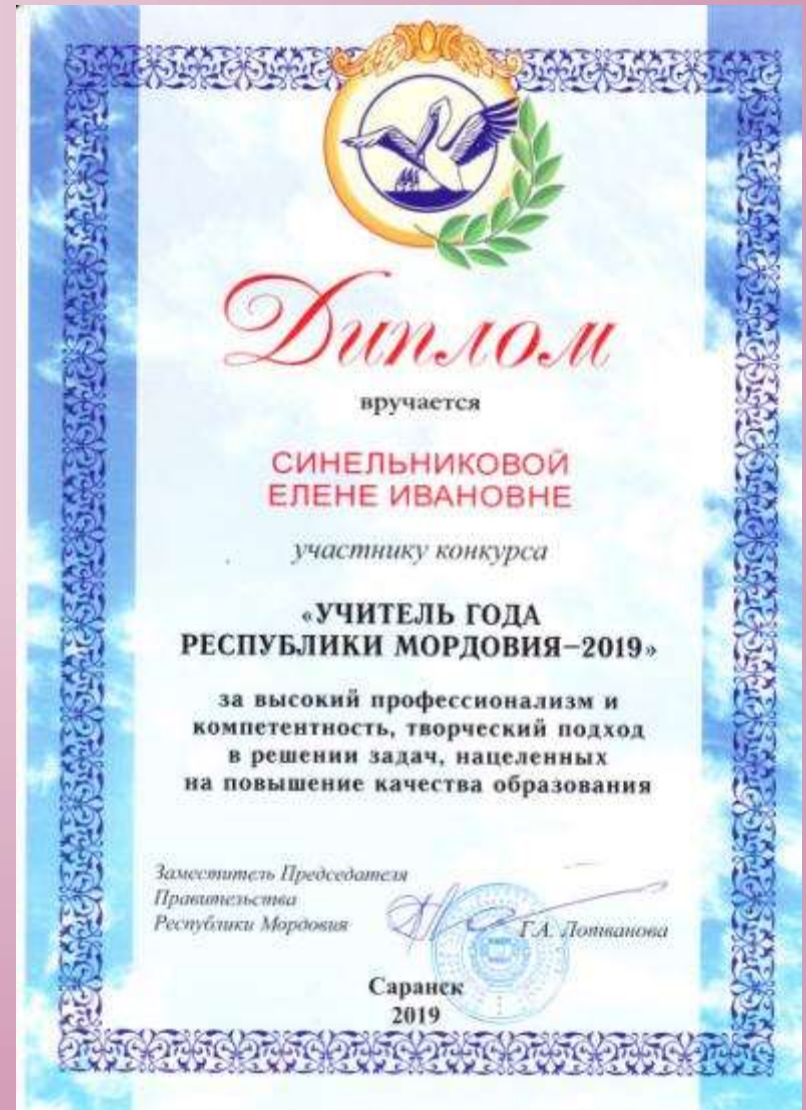 Диплом
вручается
СИНЕЛЬНИКОВОЙ
ЕЛЕНЕ ИВАНОВНЕ
участнику конкурса
«УЧИТЕЛЬ ГОДА
РЕСПУБЛИКИ МОРДОВИЯ–2019»
за высокий профессионализм и
компетентность, творческий подход
в решении задач, нацеленных
на повышение качества образования
Заместитель Председателя
Правительства
Республики Мордовия
Г.А. Лотванова
Саранск
2019